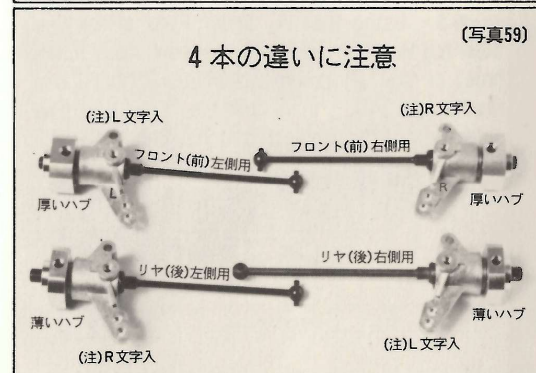 〔写真59〕
4本の違いに注意
(注)L文字入
(注)R文字入
フロント(前)左側用
フロント(前)右側用
L
R
厚いハブ
厚いハブ
リヤ(後)左側用
リヤ(後)右側用
薄いハブ
薄いハブ
(注)R文字入
(注)L文字入